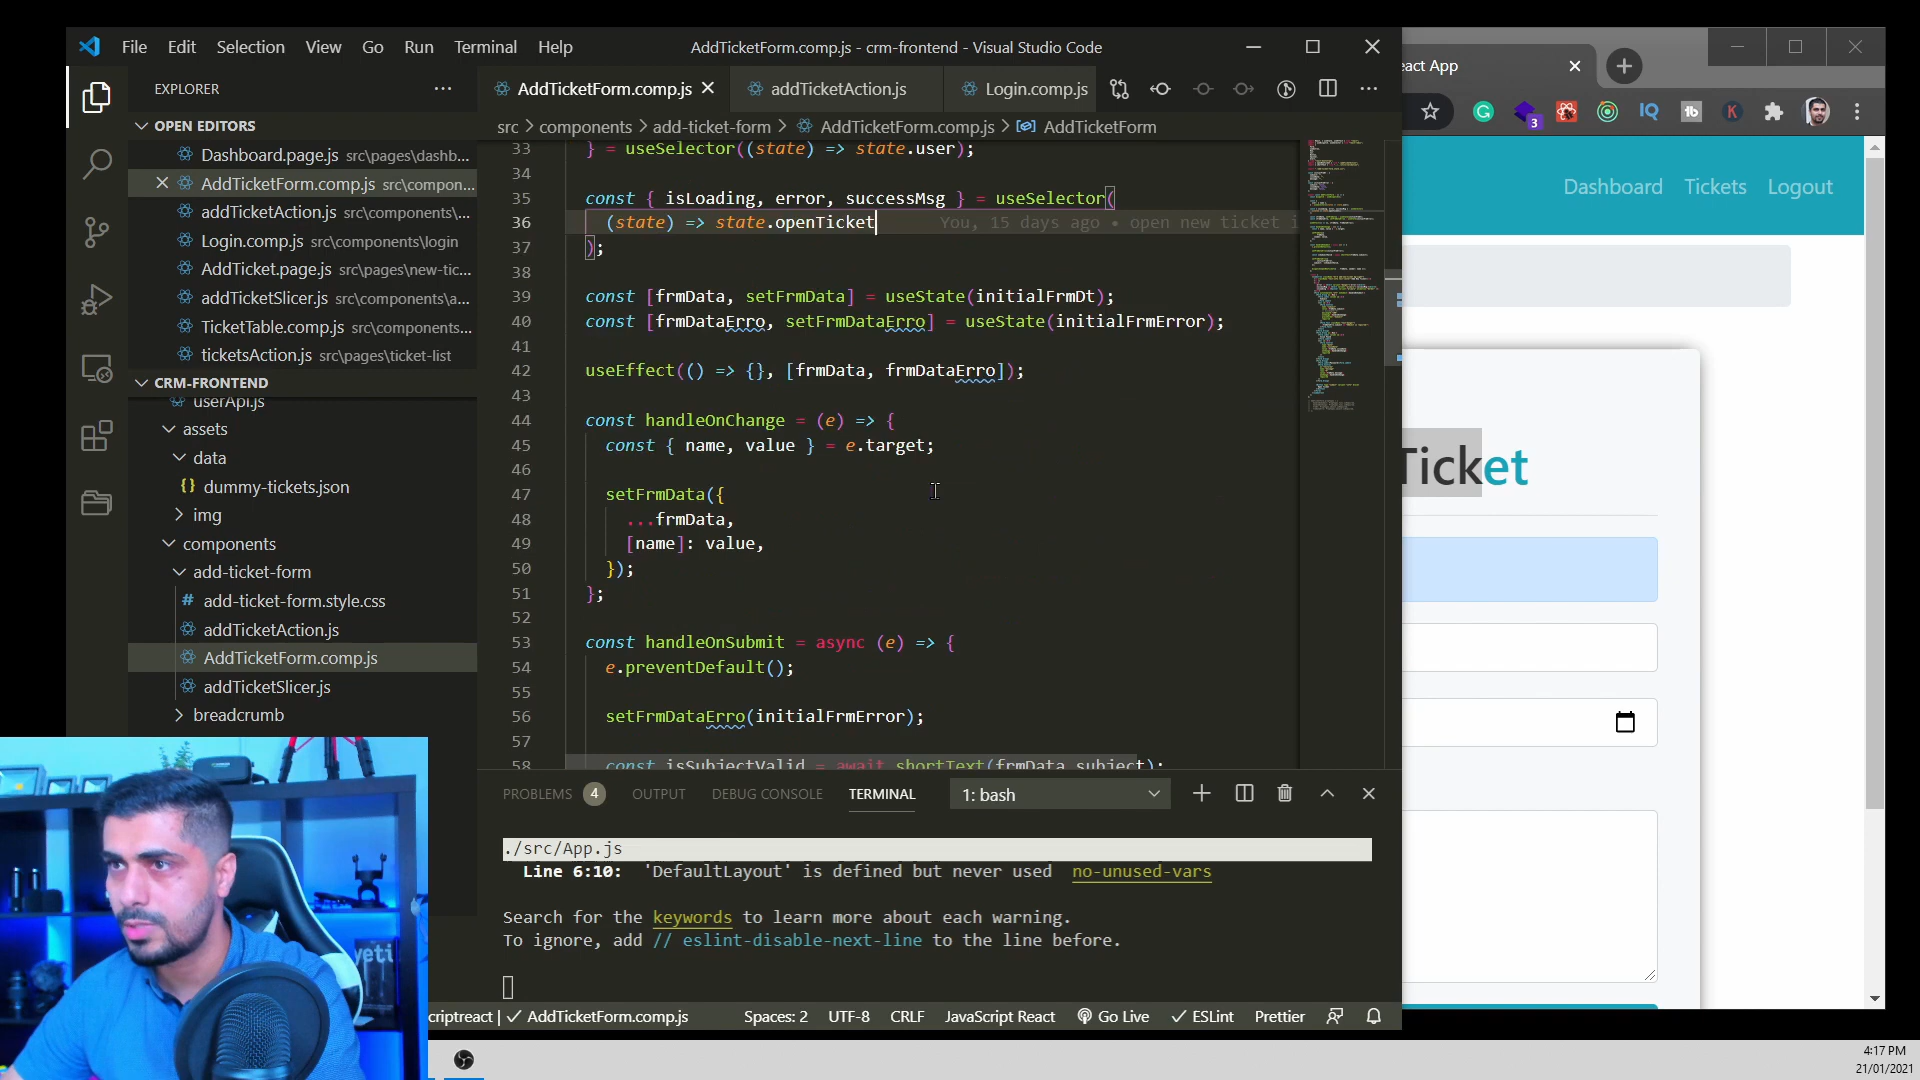 File Edit Selection View Go Run Terminal Help
AddTicketForm.comp.js - crm-frontend - Visual Studio Code
EXPLORER
OPEN EDITORS
Dashboard.page.js src\pages\dashb...
AddTicketForm.comp.js src\compon...
addTicketAction.js src\components\...
Login.comp.js src\components\login
AddTicket.page.js src\pages\new-tic...
addTicketSlicer.js src\components\a...
TicketTable.comp.js src\components...
ticketsAction.js src\pages\ticket-list
CRM-FRONTEND
userApi.js
assets
data
dummy-tickets.json
img
components
add-ticket-form
add-ticket-form.style.css
addTicketAction.js
AddTicketForm.comp.js
addTicketSlicer.js
breadcrumb
AddTicketForm.comp.js addTicketAction.js Login.comp.js
src components add-ticket-form AddTicketForm.comp.js AddTicketForm
33 } = useSelector((state) => state.user);
34
35 const { isLoading, error, successMsg } = useSelector(
36 (state) => state.openTicket You, 15 days ago • open new ticket i
37 );
38
39 const [frmData, setFrmData] = useState(initialFrmDt);
40 const [frmDataErro, setFrmDataErro] = useState(initialFrmError);
41
42 useEffect(() => {}, [frmData, frmDataErro]);
43
44 const handleOnChange = (e) => {
45 const { name, value } = e.target;
46
47 setFrmData({
48 ...frmData,
49 [name]: value,
50 });
51 };
52
53 const handleOnSubmit = async (e) => {
54 e.preventDefault();
55
56 setFrmDataErro(initialFrmError);
57
58 const isSubjectValid = await shortText(frmData.subject);
PROBLEMS 4 OUTPUT DEBUG CONSOLE TERMINAL 1: bash
./src/App.js
Line 6:10: 'DefaultLayout' is defined but never used no-unused-vars
Search for the keywords to learn more about each warning.
To ignore, add // eslint-disable-next-line to the line before.
criptreact | ✓ AddTicketForm.comp.js Spaces: 2 UTF-8 CRLF JavaScript React Go Live ✓ ESLint Prettier
eact App
3 IQ tb K
Dashboard Tickets Logout
Ticket
yeti
4:17 PM
21/01/2021